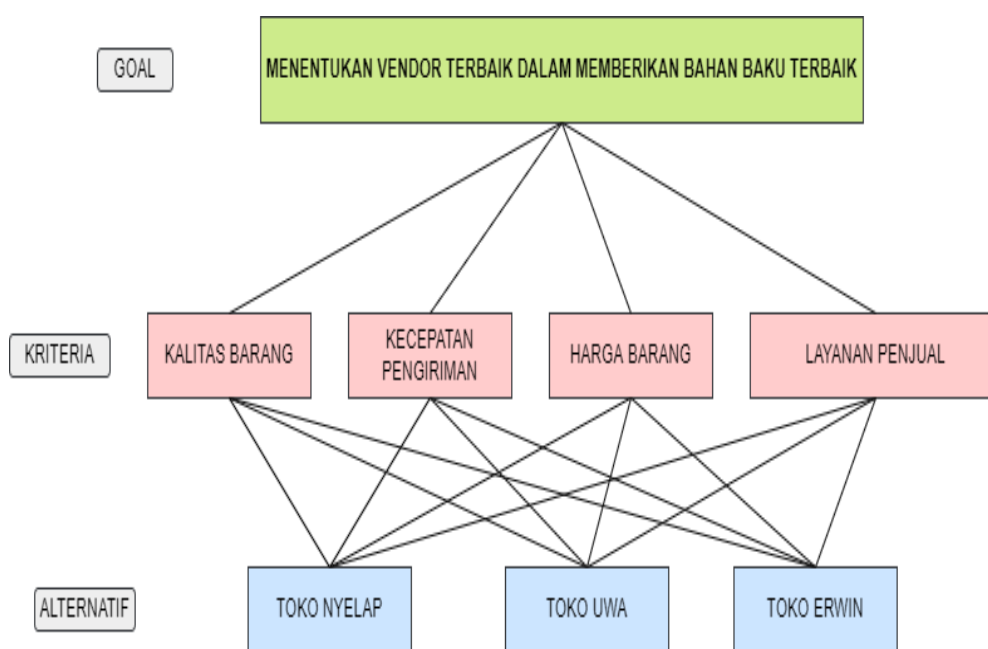 GOAL
MENENTUKAN VENDOR TERBAIK DALAM MEMBERIKAN BAHAN BAKU TERBAIK
KRITERIA
KALITAS BARANG
KECEPATAN
PENGIRIMAN
HARGA BARANG
LAYANAN PENJUAL
ALTERNATIF
TOKO NYELAP
TOKO UWA
TOKO ERWIN